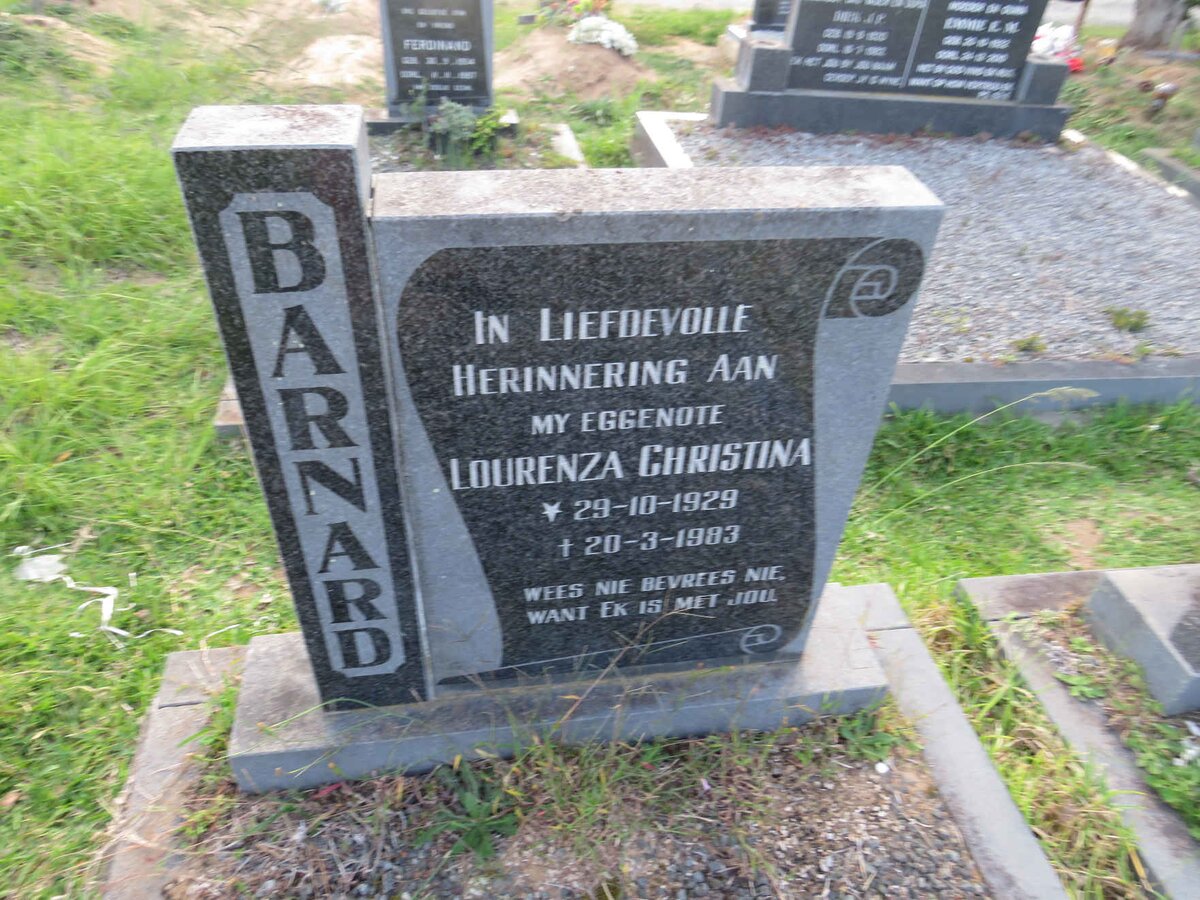 FERDINAND
BARNARD
IN LIEFDEVOLLE
HERINNERING AAN
MY EGGENOTE
LOURENZA CHRISTINA
★ 29-10-1929
† 20-3-1983
WEES NIE BEVREES NIE,
WANT EK IS MET JOU.